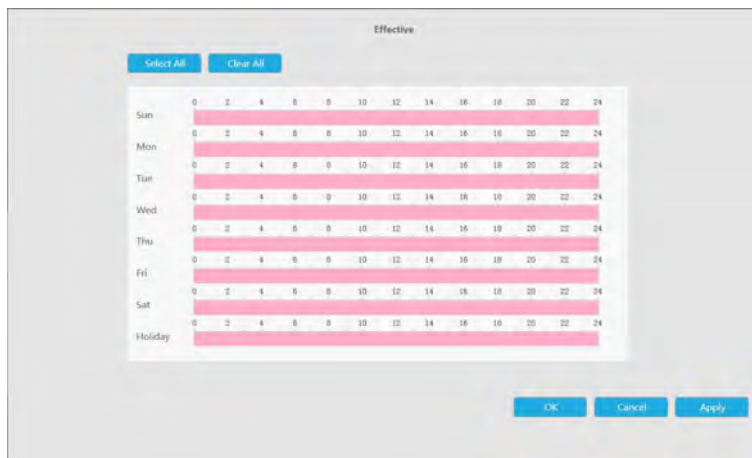 Effective
Select All Clear All
0 2 4 6 8 10 12 14 16 18 20 22 24
Sun
0 2 4 6 8 10 12 14 16 18 20 22 24
Mon
0 2 4 6 8 10 12 14 16 18 20 22 24
Tue
0 2 4 6 8 10 12 14 16 18 20 22 24
Wed
0 2 4 6 8 10 12 14 16 18 20 22 24
Thu
0 2 4 6 8 10 12 14 16 18 20 22 24
Fri
0 2 4 6 8 10 12 14 16 18 20 22 24
Sat
0 2 4 6 8 10 12 14 16 18 20 22 24
Holiday
OK Cancel Apply